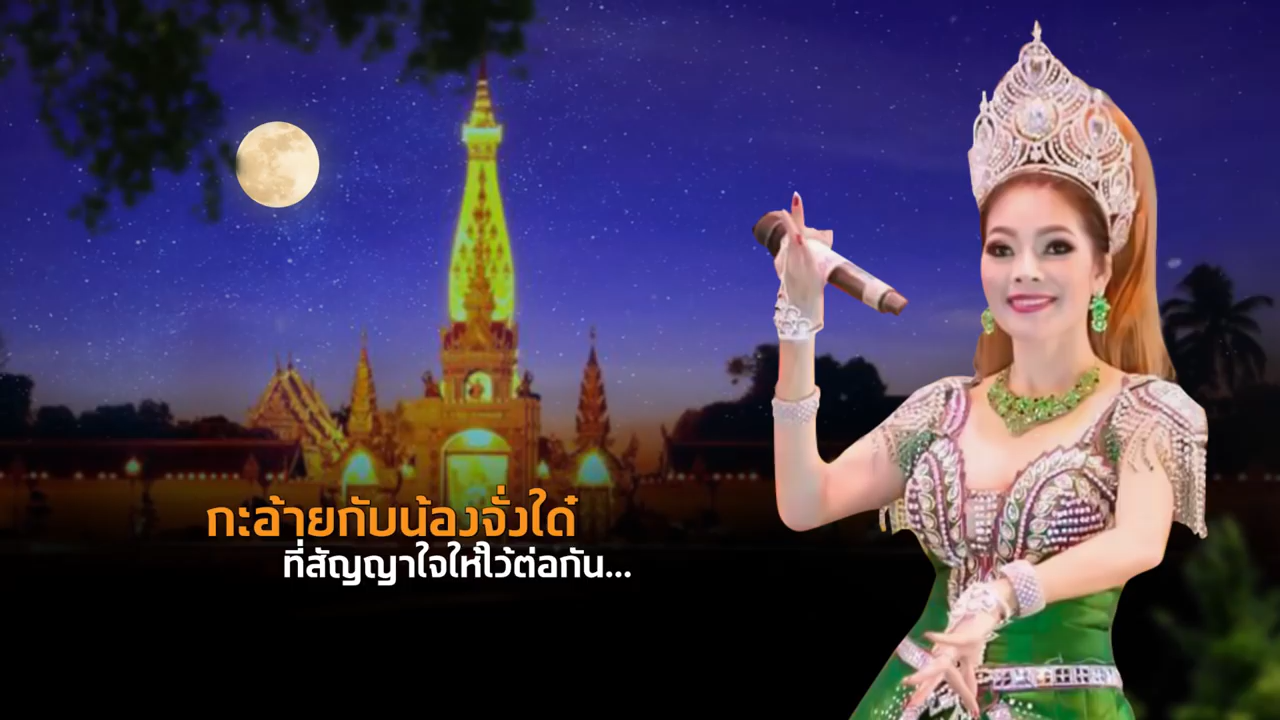 กะอ้ายกับน้องจั่งใด๋
ที่สัญญาใจให้ไว้ต่อกัน...